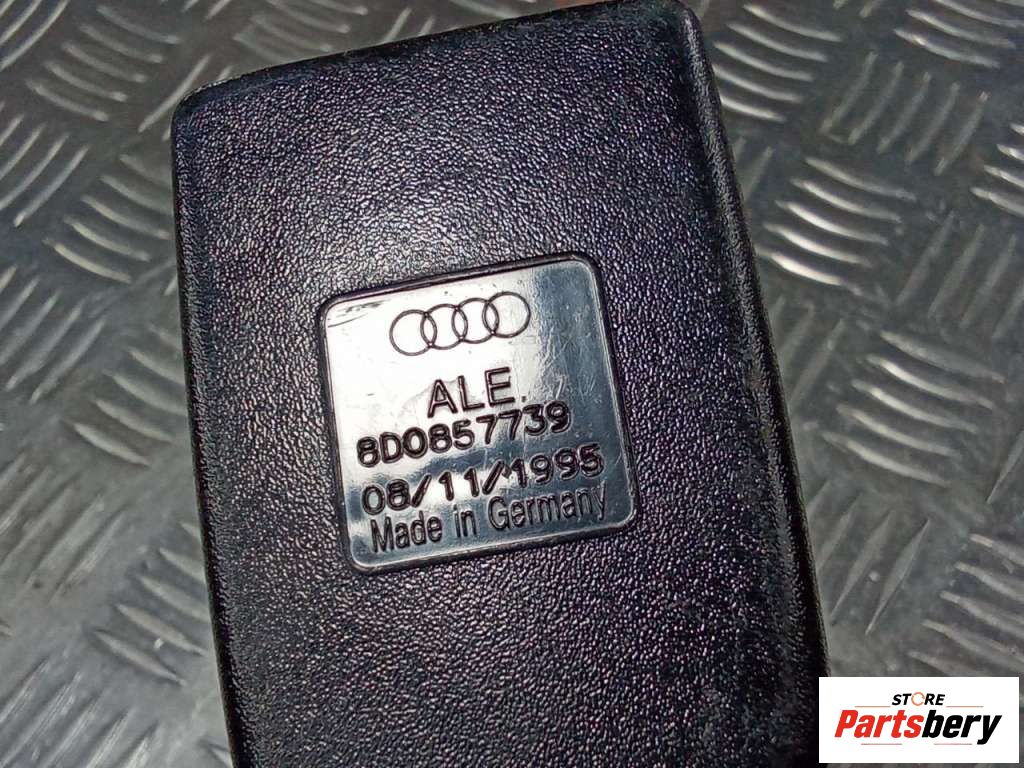 ALE.
8D0857739
08/11/1995
Made in Germany
STORE
Partsbery